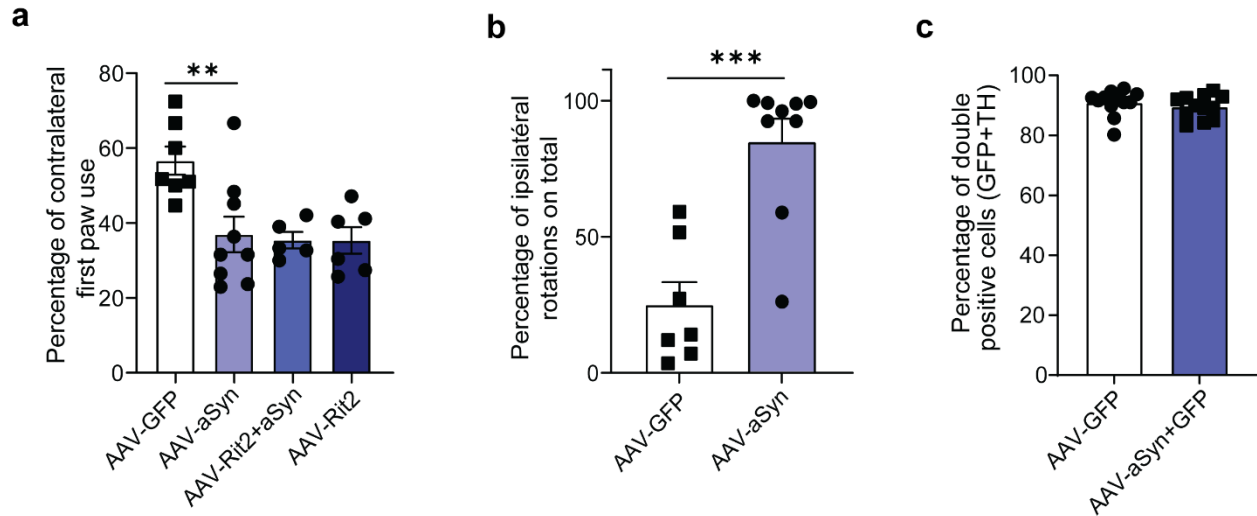 a
Percentage of contralateral
first paw use
80
60
40
20
0
**
AAV-GFP
AAV-aSyn
AAV-Rit2+aSyn
AAV-Rit2
b
Percentage of ipsilatéral
rotations on total
100
50
0
***
AAV-GFP
AAV-aSyn
c
Percentage of double
positive cells (GFP+TH)
100
80
60
40
20
0
AAV-GFP
AAV-aSyn+GFP